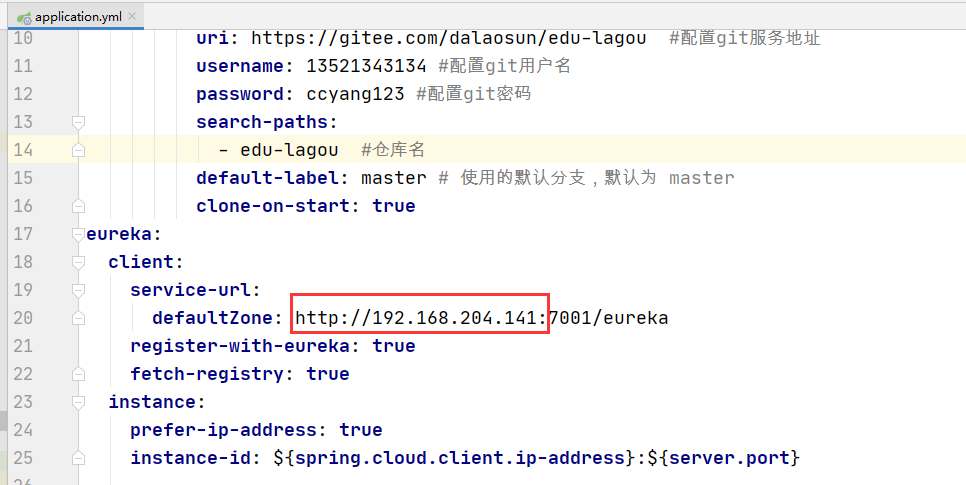 application.yml
10 uri: https://gitee.com/dalaosun/edu-lagou #配置git服务地址
11 username: 13521343134 #配置git用户名
12 password: ccyang123 #配置git密码
13 search-paths:
14 - edu-lagou #仓库名
15 default-label: master # 使用的默认分支，默认为 master
16 clone-on-start: true
17 eureka:
18 client:
19 service-url:
20 defaultZone: http://192.168.204.141:7001/eureka
21 register-with-eureka: true
22 fetch-registry: true
23 instance:
24 prefer-ip-address: true
25 instance-id: ${spring.cloud.client.ip-address}:${server.port}